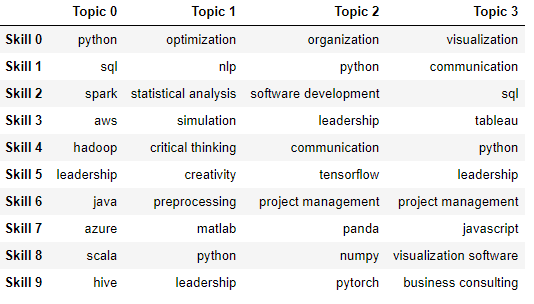 Topic 0 Topic 1 Topic 2 Topic 3
Skill 0 python optimization organization visualization
Skill 1 sql nlp python communication
Skill 2 spark statistical analysis software development sql
Skill 3 aws simulation leadership tableau
Skill 4 hadoop critical thinking communication python
Skill 5 leadership creativity tensorflow leadership
Skill 6 java preprocessing project management project management
Skill 7 azure matlab panda javascript
Skill 8 scala python numpy visualization software
Skill 9 hive leadership pytorch business consulting